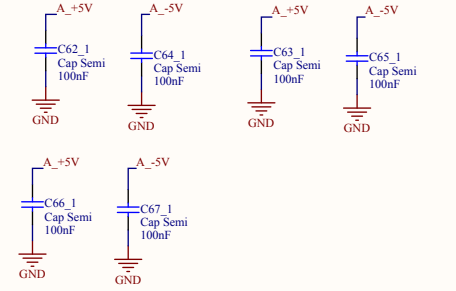 A_+5V
C62_1
Cap Semi
100nF
GND
A_-5V
C64_1
Cap Semi
100nF
GND
A_+5V
C63_1
Cap Semi
100nF
GND
A_-5V
C65_1
Cap Semi
100nF
GND
A_+5V
C66_1
Cap Semi
100nF
GND
A_-5V
C67_1
Cap Semi
100nF
GND